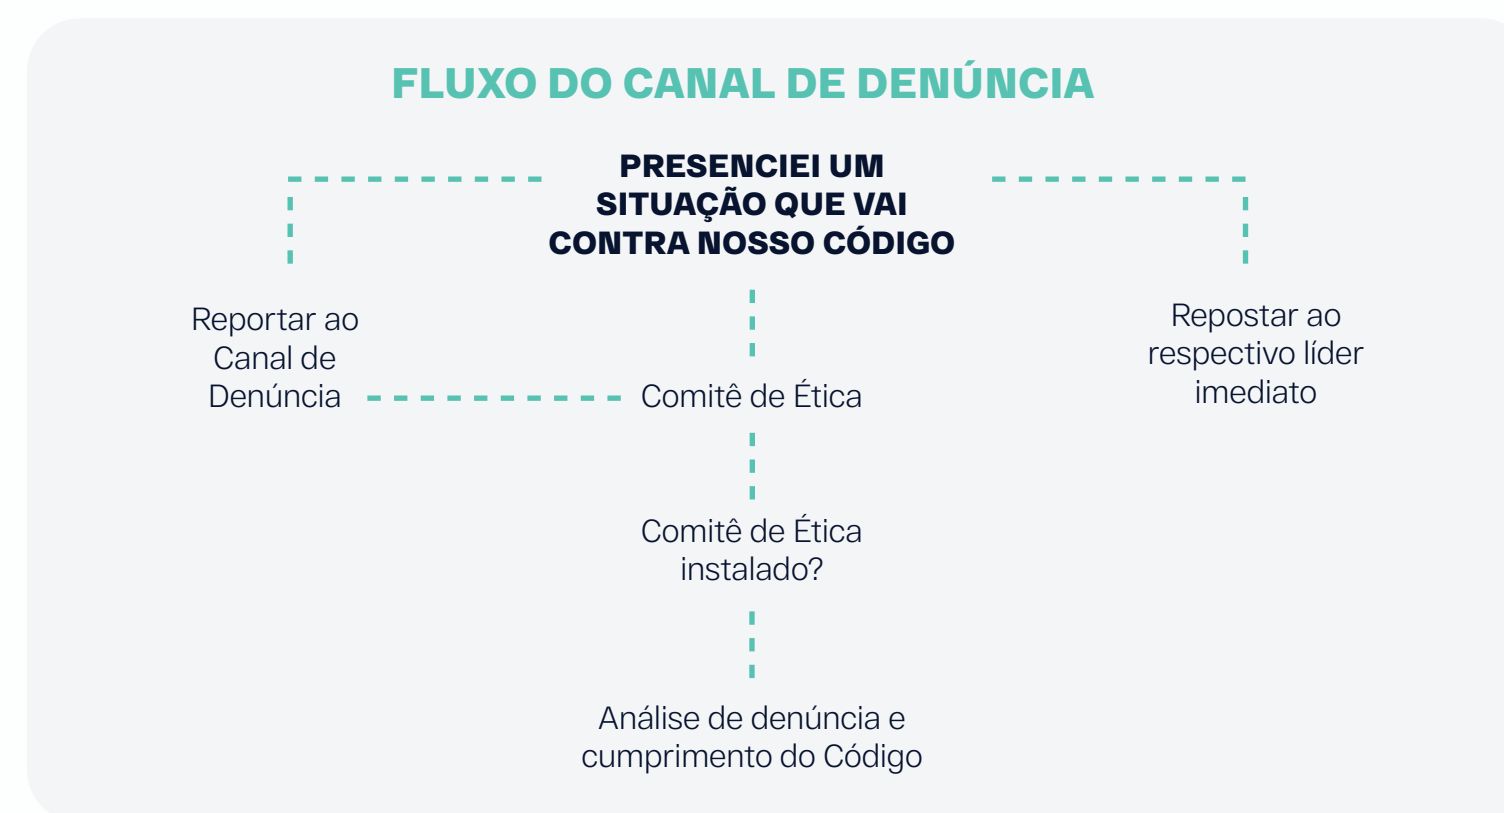 FLUXO DO CANAL DE DENÚNCIA
PRESENCIEI UM
SITUAÇÃO QUE VAI
CONTRA NOSSO CÓDIGO
Reportar ao
Canal de
Denúncia
Comitê de Ética
Repostar ao
respectivo líder
imediato
Comitê de Ética
instalado?
Análise de denúncia e
cumprimento do Código